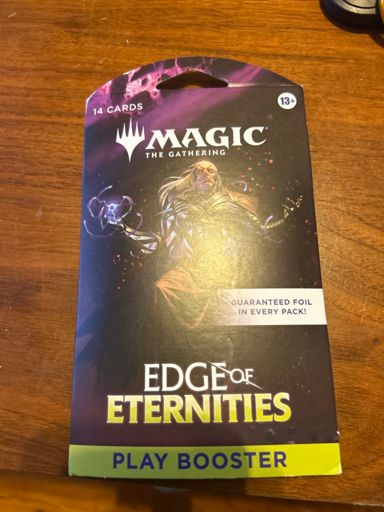 14 CARDS
13+
MAGIC
THE GATHERING
GUARANTEED FOIL
IN EVERY PACK!
EDGE OF
ETERNITIES
PLAY BOOSTER